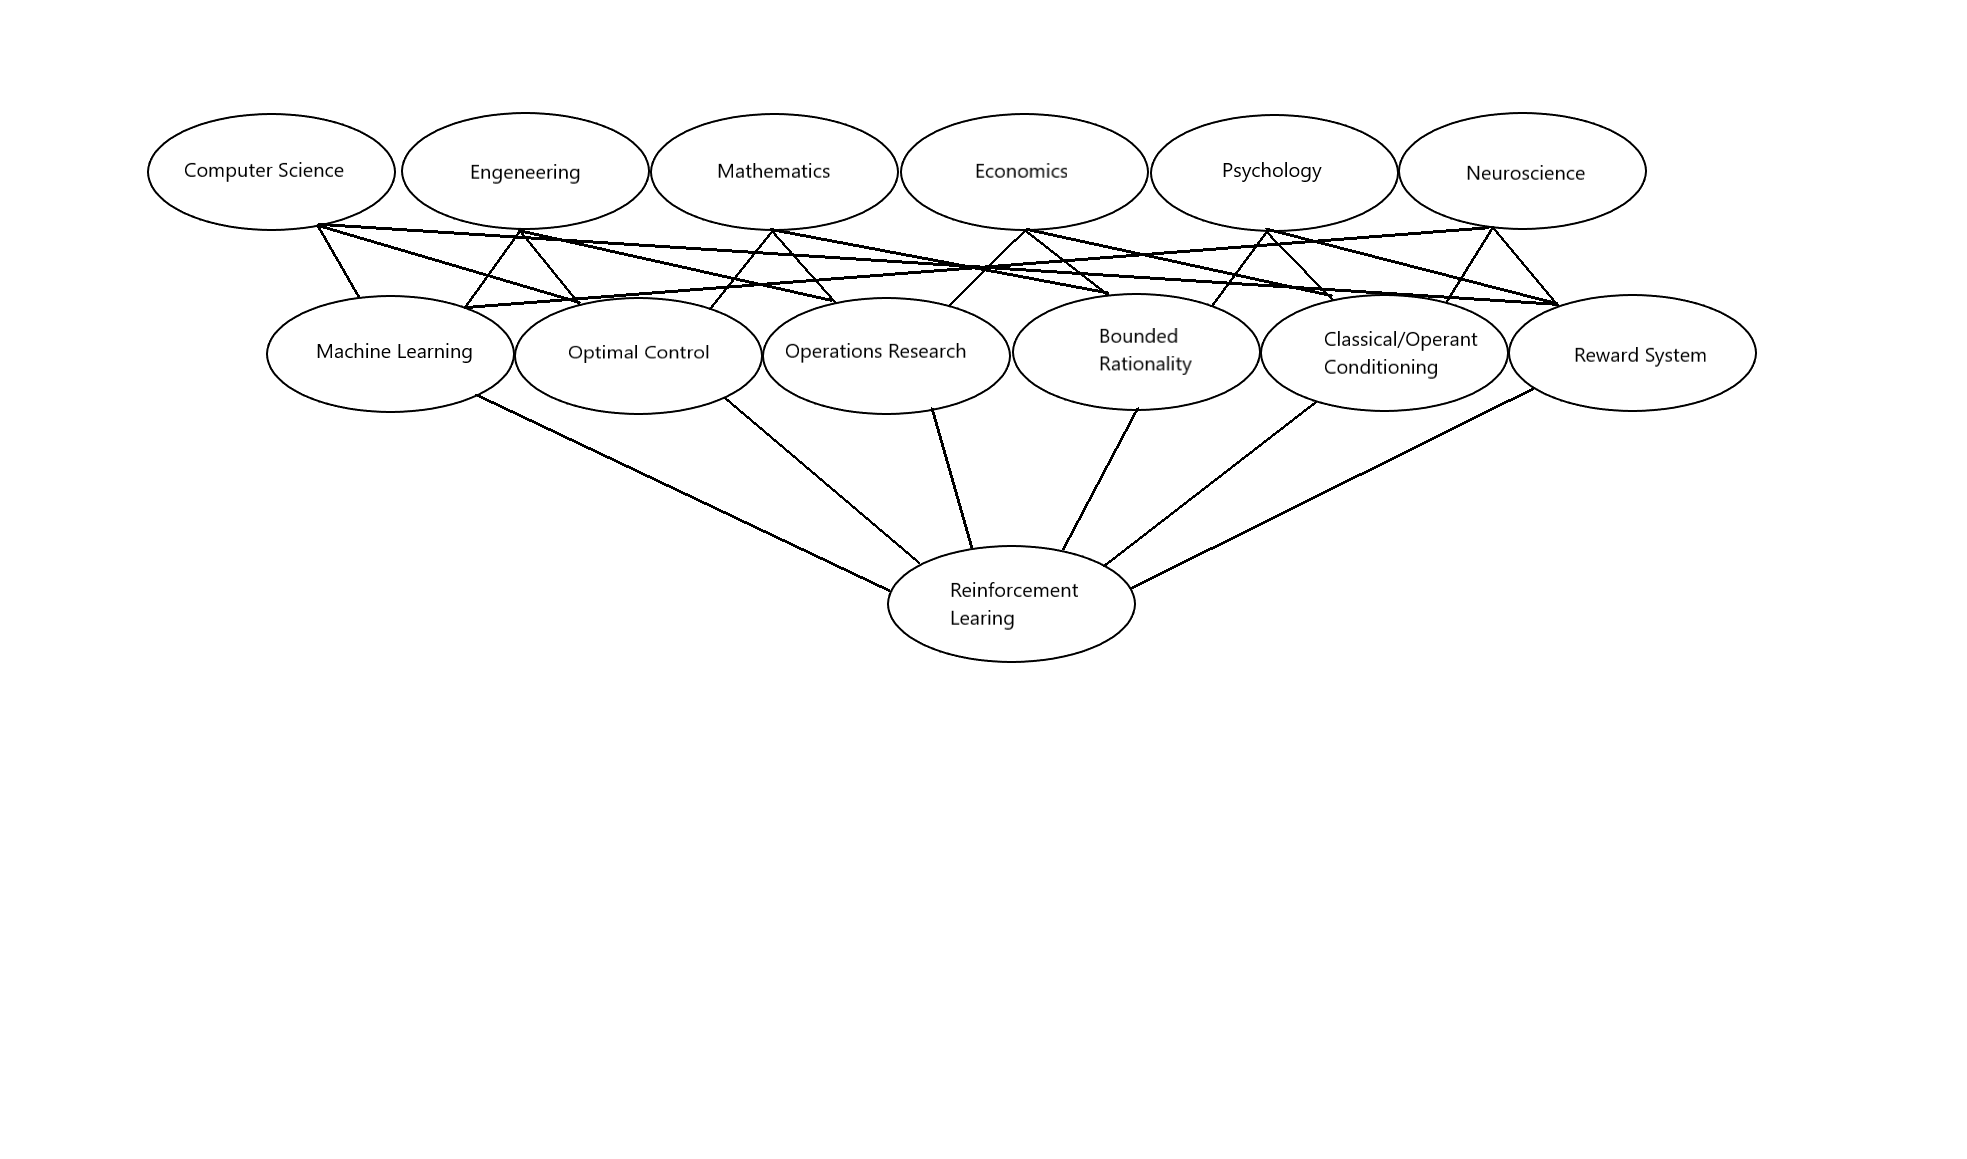 Computer Science
Engeneering
Mathematics
Economics
Psychology
Neuroscience
Machine Learning
Optimal Control
Operations Research
Bounded
Rationality
Classical/Operant
Conditioning
Reward System
Reinforcement
Learing